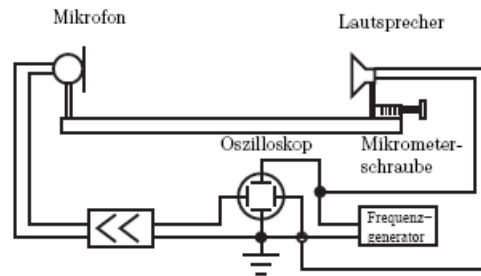 Mikrofon
Lautsprecher
Oszilloskop
Mikrometer-
schraube
Frequenz-
generator